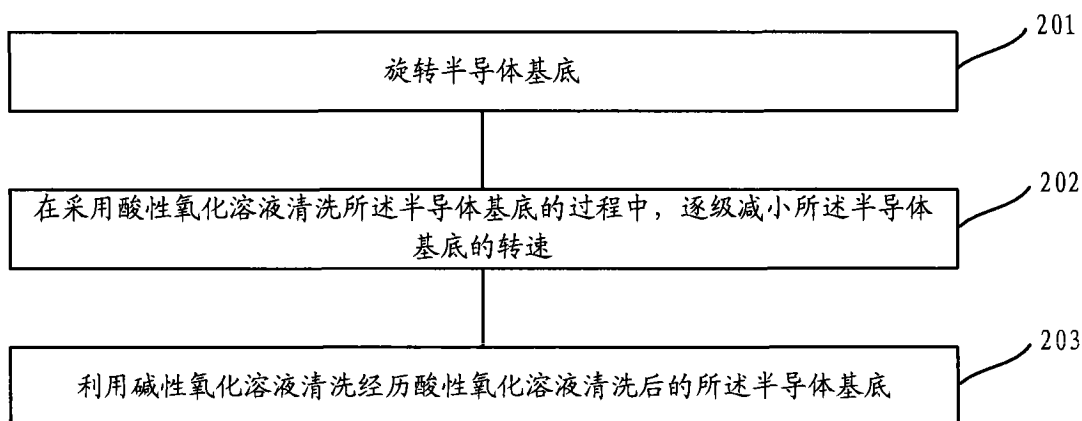 201
旋转半导体基底
202
在采用酸性氧化溶液清洗所述半导体基底的过程中，逐级减小所述半导体
基底的转速
203
利用碱性氧化溶液清洗经历酸性氧化溶液清洗后的所述半导体基底